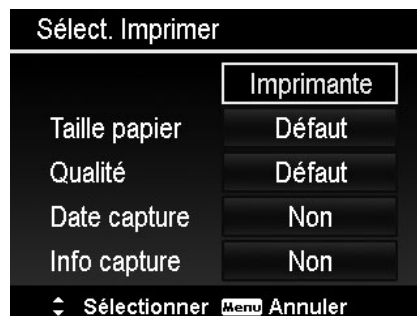 Sélect. Imprimer
Imprimante
Taille papier Défaut
Qualité Défaut
Date capture Non
Info capture Non
Sélectionner Menu Annuler